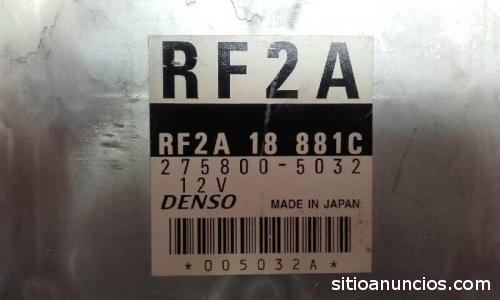 RF2A
RF2A 18 881C
275800-5032
12V
DENSO MADE IN JAPAN
*005032A*
sitioanuncios.com